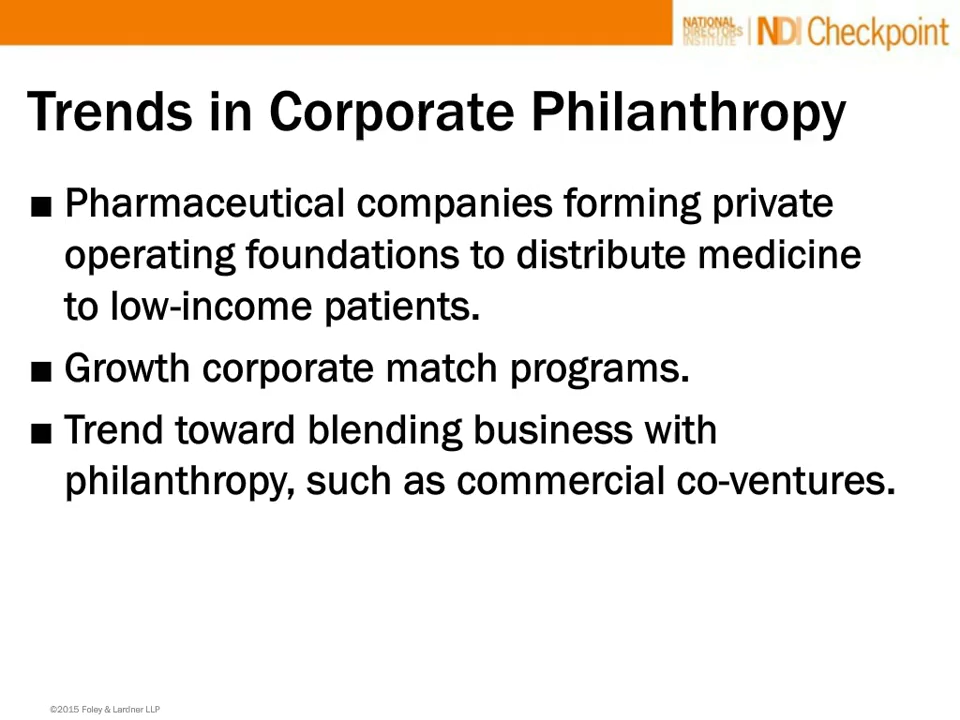 NATIONAL DIRECTORS INSTITUTE | NDI Checkpoint
Trends in Corporate Philanthropy
■ Pharmaceutical companies forming private
operating foundations to distribute medicine
to low-income patients.
■ Growth corporate match programs.
■ Trend toward blending business with
philanthropy, such as commercial co-ventures.
©2015 Foley & Lardner LLP